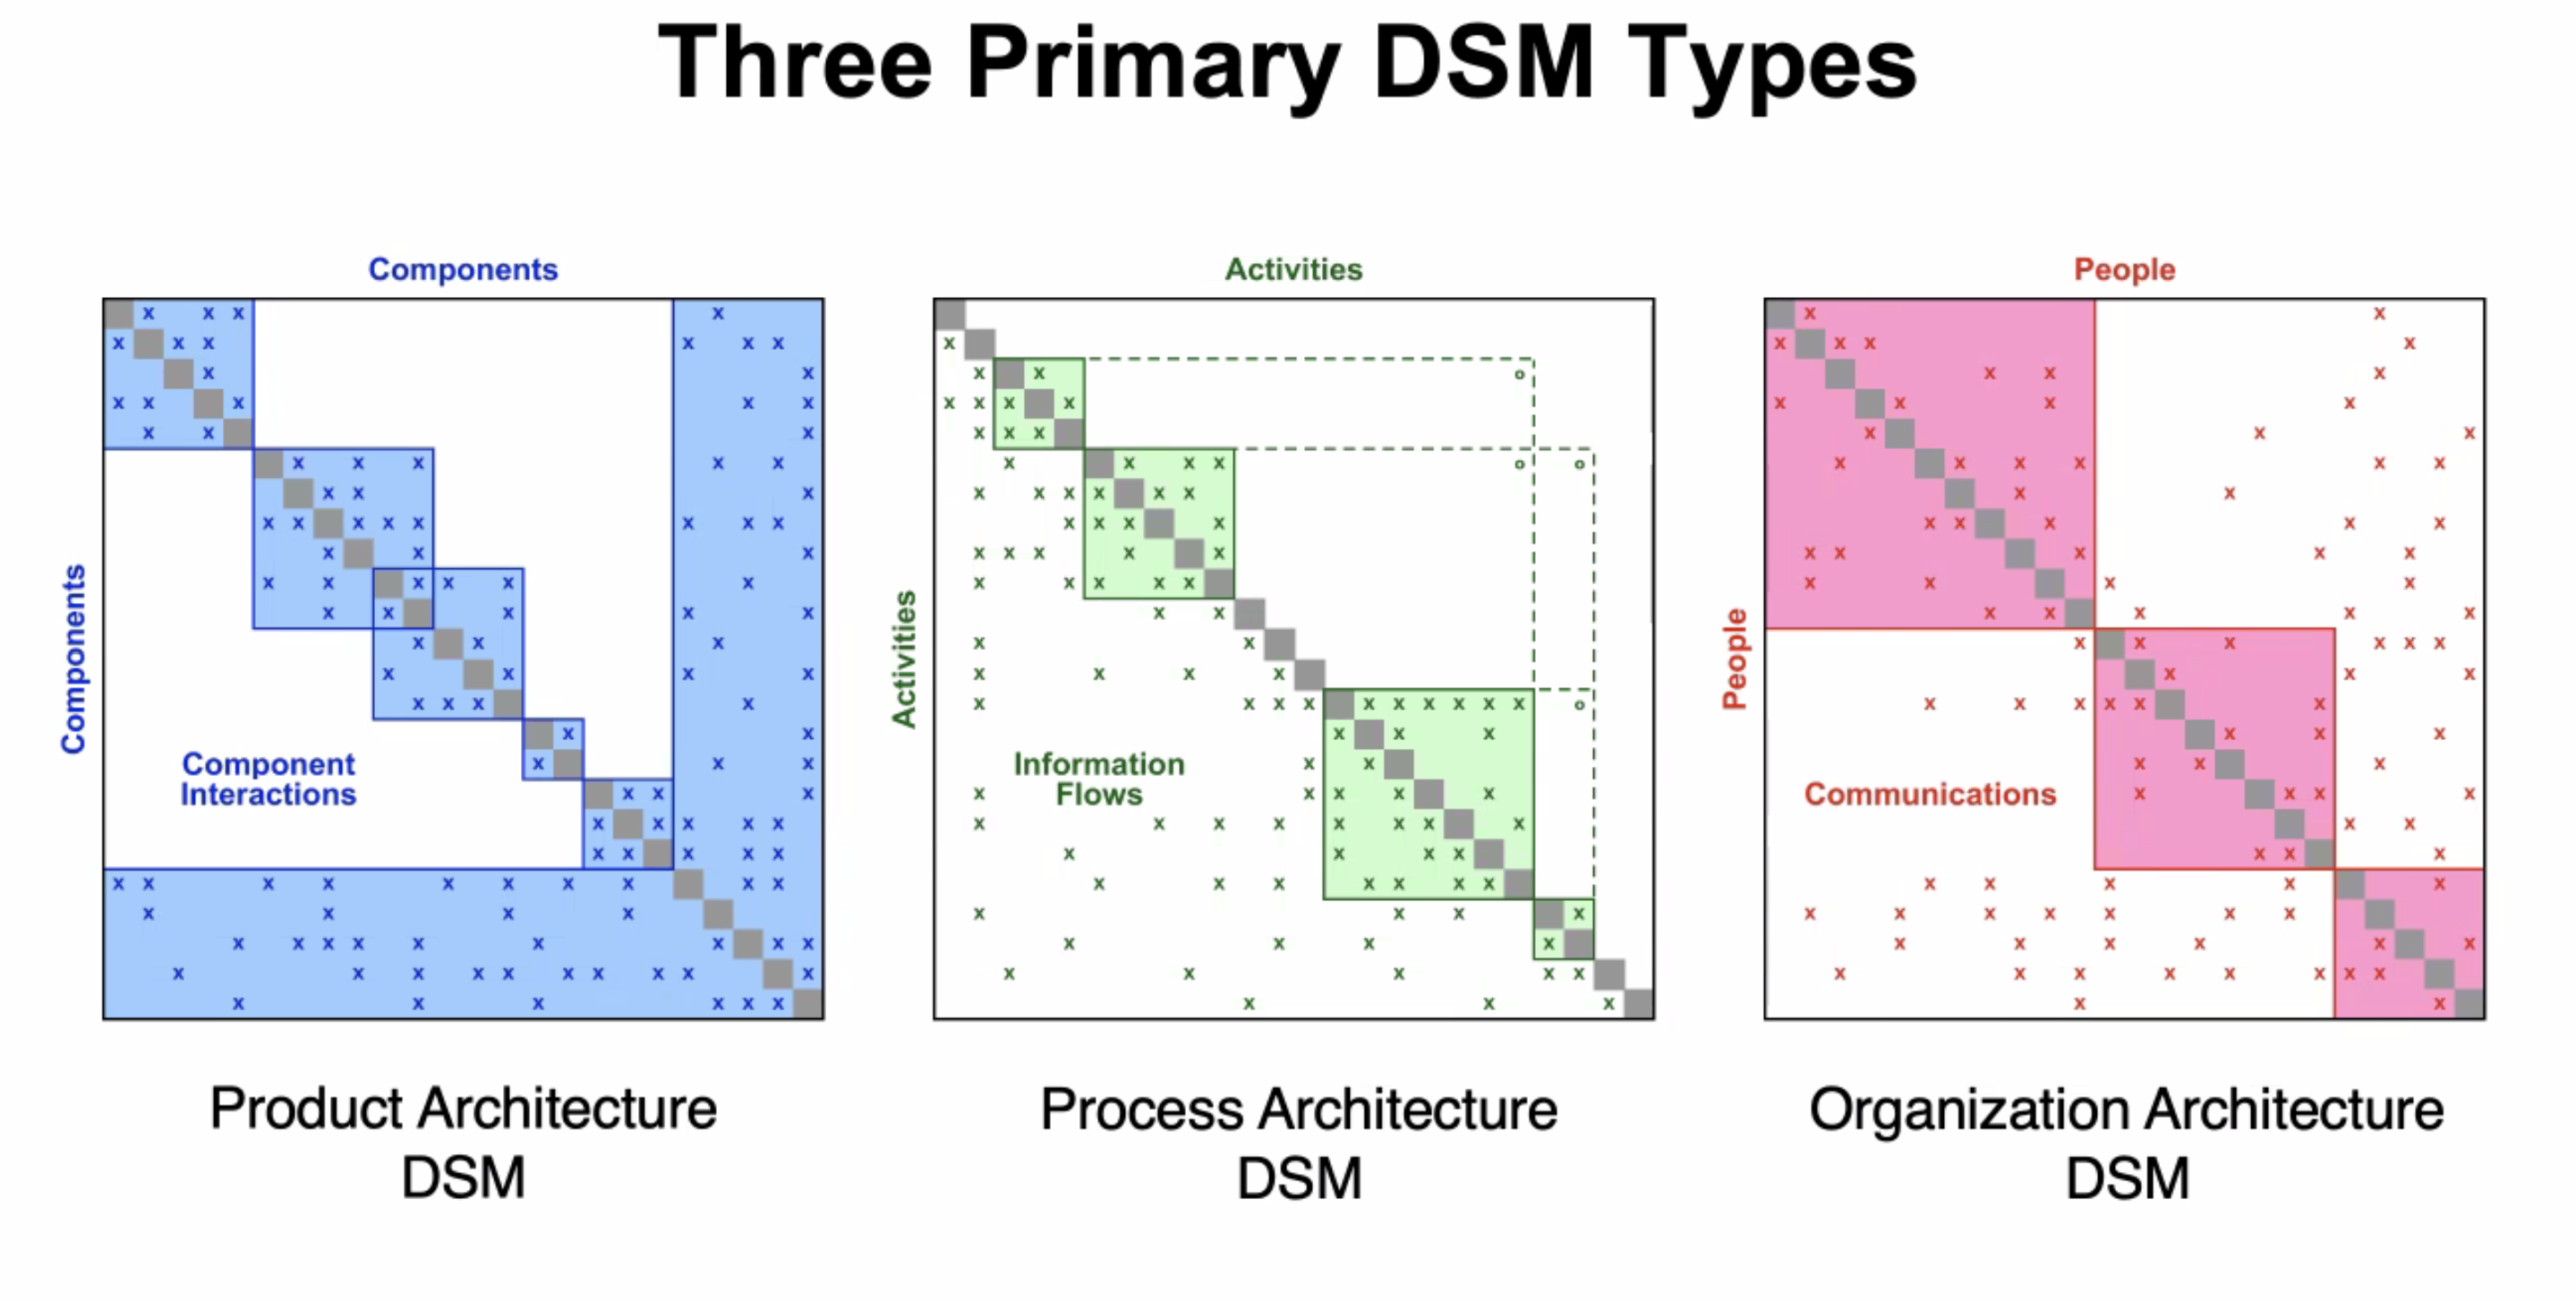 Three Primary DSM Types
Components
Components
Component
Interactions
Product Architecture
DSM
Activities
Activities
Information
Flows
Process Architecture
DSM
People
People
Communications
Organization Architecture
DSM